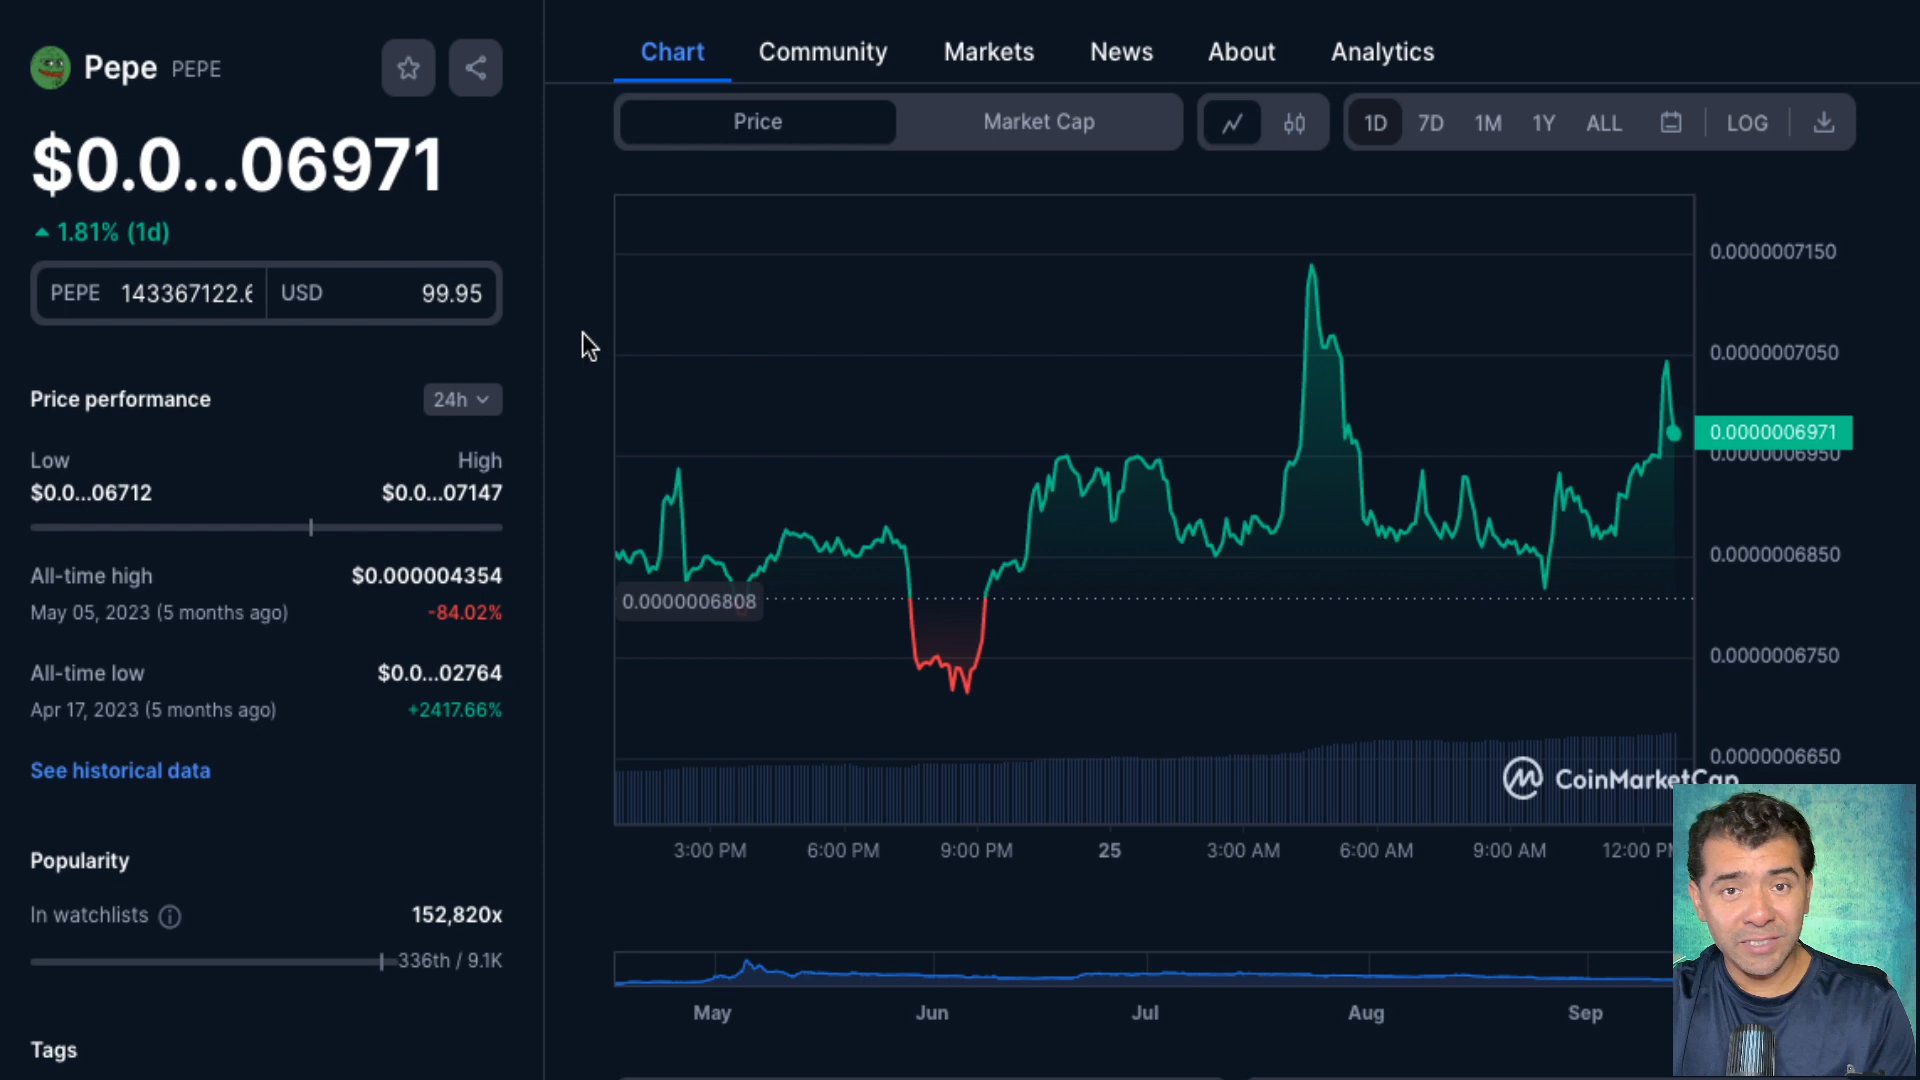 Pepe PEPE
$0.0...06971
1.81% (1d)
PEPE 143367122.6 USD 99.95
Price performance 24h
Low High
$0.0...06712 $0.0...07147
All-time high $0.000004354
May 05, 2023 (5 months ago) -84.02%
All-time low $0.0...02764
Apr 17, 2023 (5 months ago) +2417.66%
See historical data
Popularity
In watchlists 152,820x
336th / 9.1K
Tags
Chart Community Markets News About Analytics
Price Market Cap 1D 7D 1M 1Y ALL LOG
0.0000007150
0.0000007050
0.0000006971
0.0000006950
0.0000006850
0.0000006808
0.0000006750
0.0000006650
CoinMarketCap
3:00 PM 6:00 PM 9:00 PM 25 3:00 AM 6:00 AM 9:00 AM 12:00 PM
May Jun Jul Aug Sep